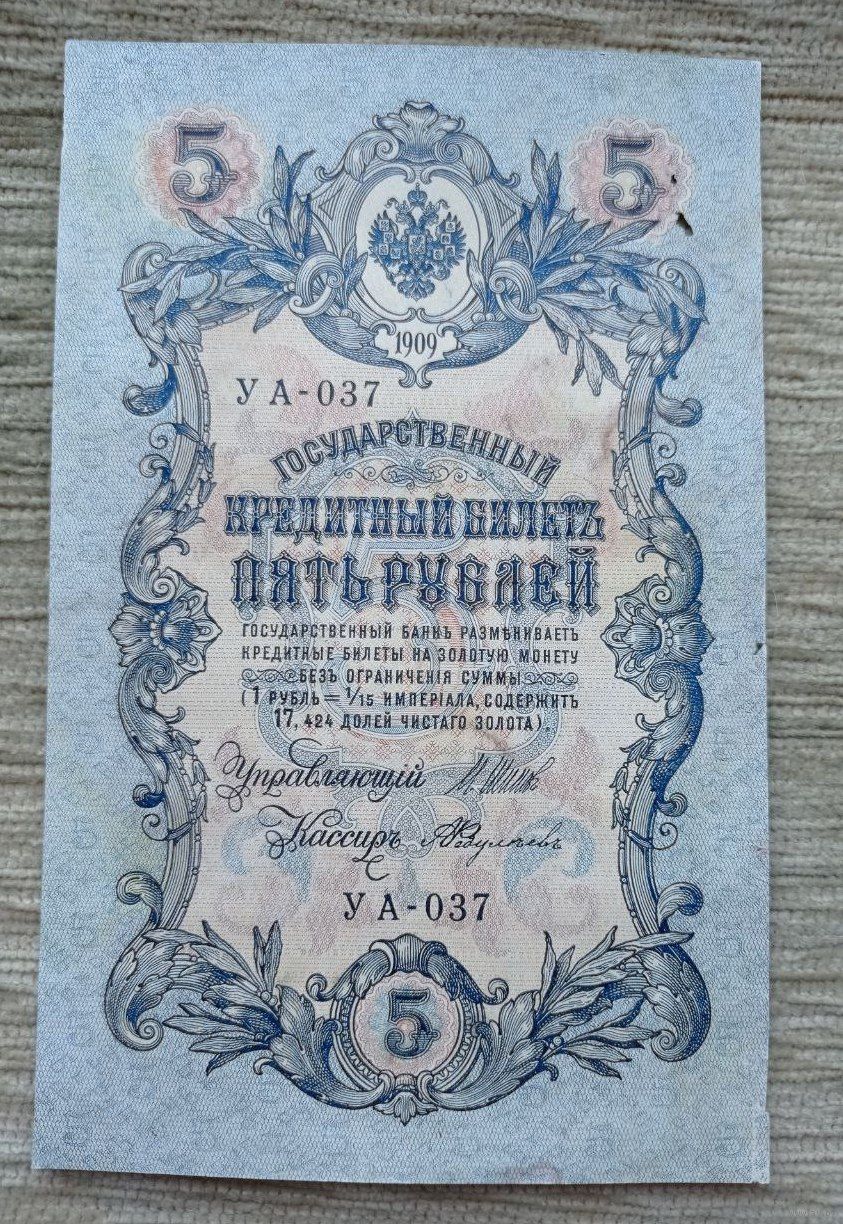 5 5
1909
УА-037
ГОСУДАРСТВЕННЫЙ
КРЕДИТНЫЙ БИЛЕТЪ
ПЯТЬ РУБЛЕЙ
ГОСУДАРСТВЕННЫЙ БАНКЪ РАЗМѢНИВАЕТЪ
КРЕДИТНЫЕ БИЛЕТЫ НА ЗОЛОТУЮ МОНЕТУ
БЕЗЪ ОГРАНИЧЕНІЯ СУММЫ
(1 РУБЛЬ = 1/15 ИМПЕРІАЛА, СОДЕРЖИТЪ
17,424 ДОЛЕЙ ЧИСТАГО ЗОЛОТА).
Управляющій
Кассиръ
УА-037
5